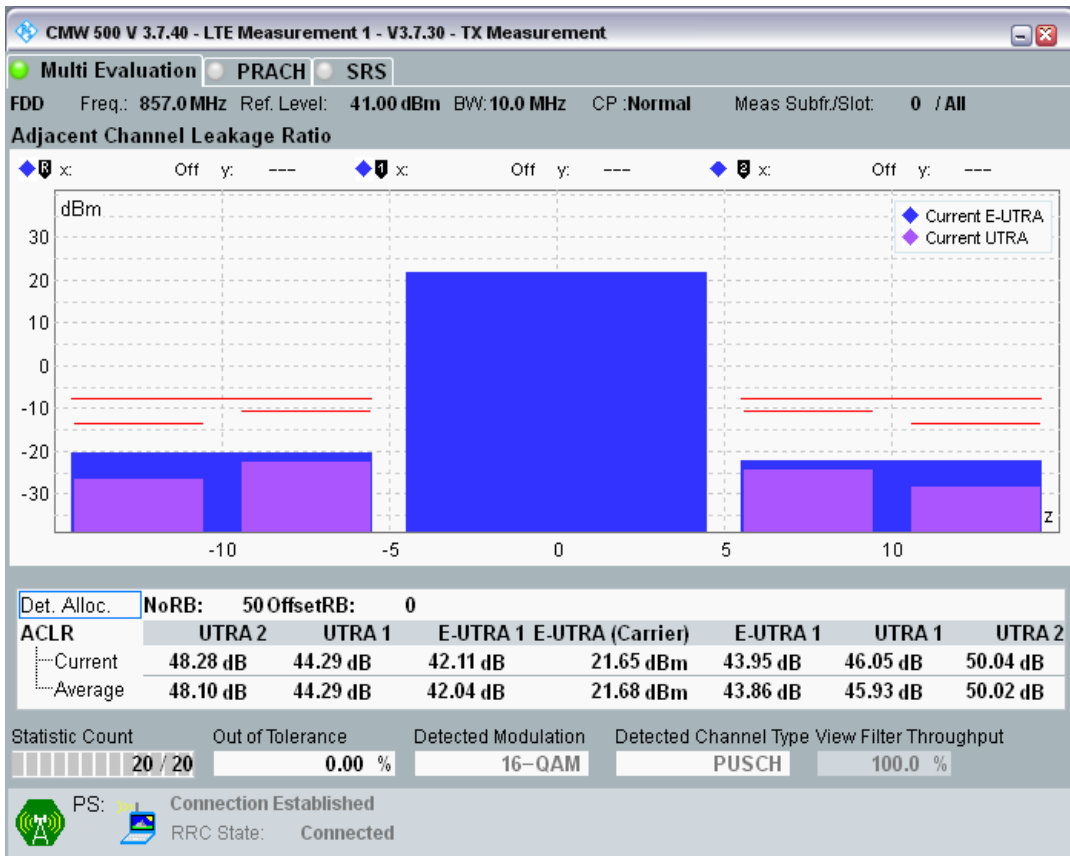 CMW 500 V 3.7.40 - LTE Measurement 1 - V3.7.30 - TX Measurement
Multi Evaluation PRACH SRS
FDD Freq.: 857.0 MHz Ref. Level: 41.00 dBm BW: 10.0 MHz CP :Normal Meas Subfr./Slot: 0 / All
Adjacent Channel Leakage Ratio
R x: Off y: --- 1 x: Off y: --- 2 x: Off y: ---
dBm
Current E-UTRA
Current UTRA
30
20
10
0
-10
-20
-30
z
-10 -5 0 5 10
Det. Alloc. NoRB: 50 OffsetRB: 0
ACLR UTRA 2 UTRA 1 E-UTRA 1 E-UTRA (Carrier) E-UTRA 1 UTRA 1 UTRA 2
Current 48.28 dB 44.29 dB 42.11 dB 21.65 dBm 43.95 dB 46.05 dB 50.04 dB
Average 48.10 dB 44.29 dB 42.04 dB 21.68 dBm 43.86 dB 45.93 dB 50.02 dB
Statistic Count Out of Tolerance Detected Modulation Detected Channel Type View Filter Throughput
20 / 20 0.00 % 16-QAM PUSCH 100.0 %
PS: Connection Established
RRC State: Connected